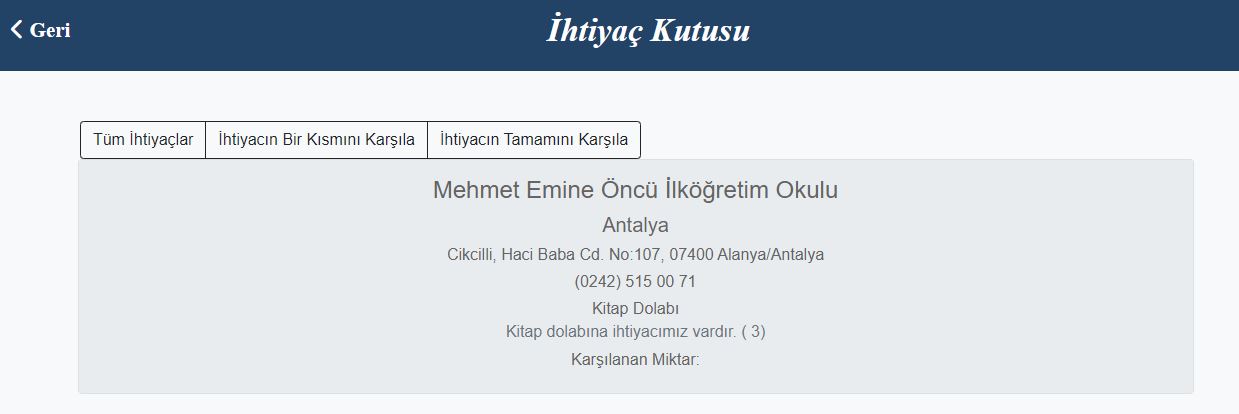 Geri
İhtiyaç Kutusu
Tüm İhtiyaçlar
İhtiyacın Bir Kısmını Karşıla
İhtiyacın Tamamını Karşıla
Mehmet Emine Öncü İlköğretim Okulu
Antalya
Cikcilli, Haci Baba Cd. No:107, 07400 Alanya/Antalya
(0242) 515 00 71
Kitap Dolabı
Kitap dolabına ihtiyacımız vardır. ( 3)
Karşılanan Miktar: